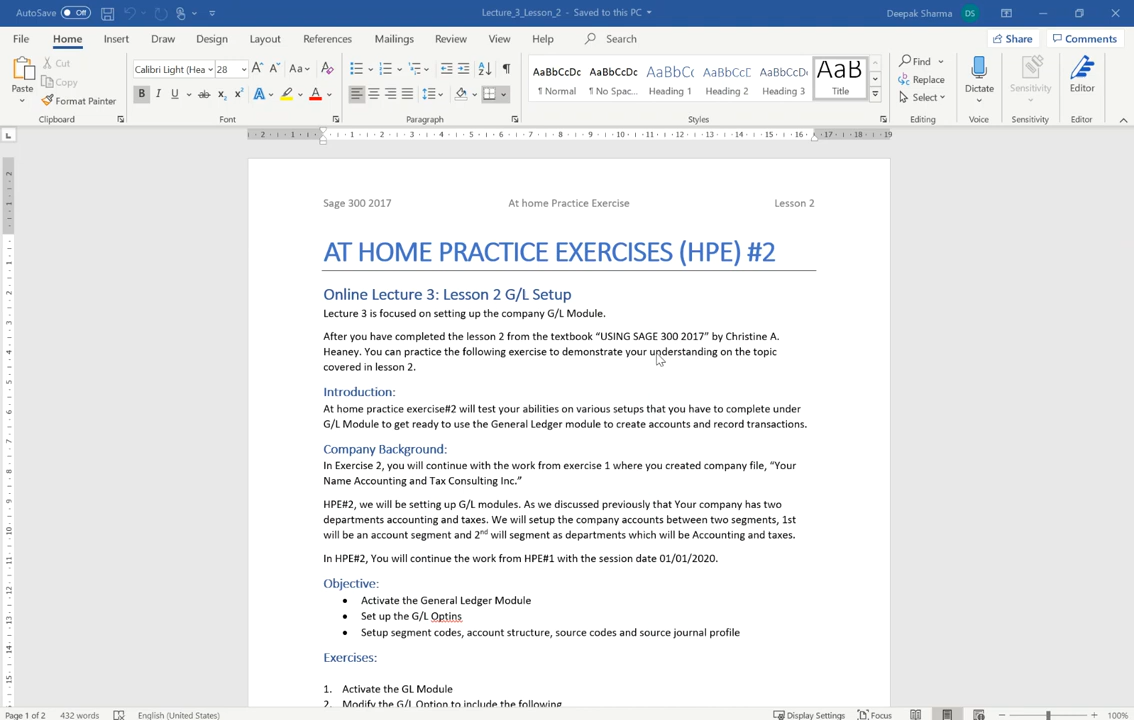 AutoSave Off Lecture_3_Lesson_2 - Saved to this PC Deepak Sharma DS
File Home Insert Draw Design Layout References Mailings Review View Help Search Share Comments
Paste Cut Copy Format Painter
Clipboard
Calibri Light (Hea 28
Font
Paragraph
AaBbCcDc AaBbCcDc AaBbCc AaBbCcD AaBbCcDc AaB
¶ Normal ¶ No Spac... Heading 1 Heading 2 Heading 3 Title
Styles
Find
Replace
Select
Editing
Dictate
Voice
Sensitivity
Sensitivity
Editor
Editor
Sage 300 2017 At home Practice Exercise Lesson 2
AT HOME PRACTICE EXERCISES (HPE) #2
Online Lecture 3: Lesson 2 G/L Setup
Lecture 3 is focused on setting up the company G/L Module.
After you have completed the lesson 2 from the textbook “USING SAGE 300 2017” by Christine A.
Heaney. You can practice the following exercise to demonstrate your understanding on the topic
covered in lesson 2.
Introduction:
At home practice exercise#2 will test your abilities on various setups that you have to complete under
G/L Module to get ready to use the General Ledger module to create accounts and record transactions.
Company Background:
In Exercise 2, you will continue with the work from exercise 1 where you created company file, “Your
Name Accounting and Tax Consulting Inc.”
HPE#2, we will be setting up G/L modules. As we discussed previously that Your company has two
departments accounting and taxes. We will setup the company accounts between two segments, 1st
will be an account segment and 2nd will segment as departments which will be Accounting and taxes.
In HPE#2, You will continue the work from HPE#1 with the session date 01/01/2020.
Objective:
• Activate the General Ledger Module
• Set up the G/L Optins
• Setup segment codes, account structure, source codes and source journal profile
Exercises:
1. Activate the GL Module
2. Modify the G/L Option to include the following
Page 1 of 2 432 words English (United States) Display Settings Focus 100%